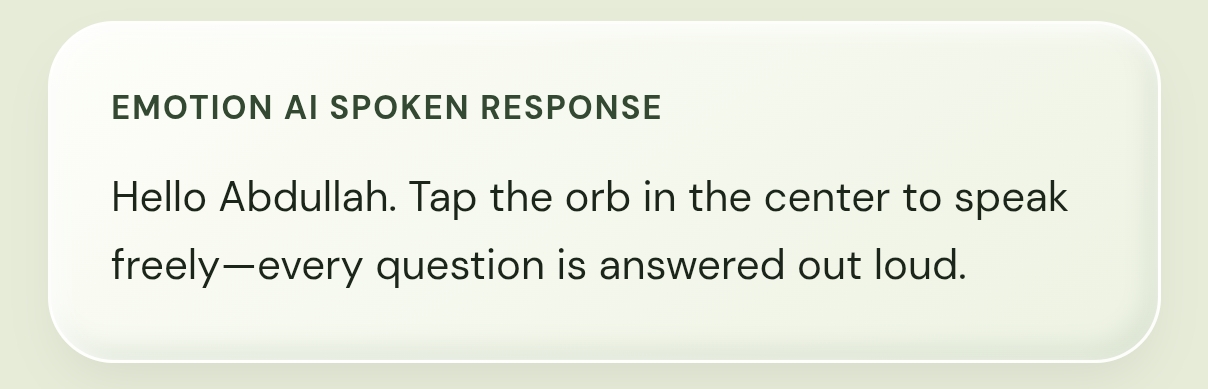 EMOTION AI SPOKEN RESPONSE
Hello Abdullah. Tap the orb in the center to speak
freely—every question is answered out loud.